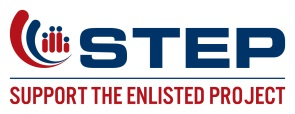 STEP
SUPPORT THE ENLISTED PROJECT